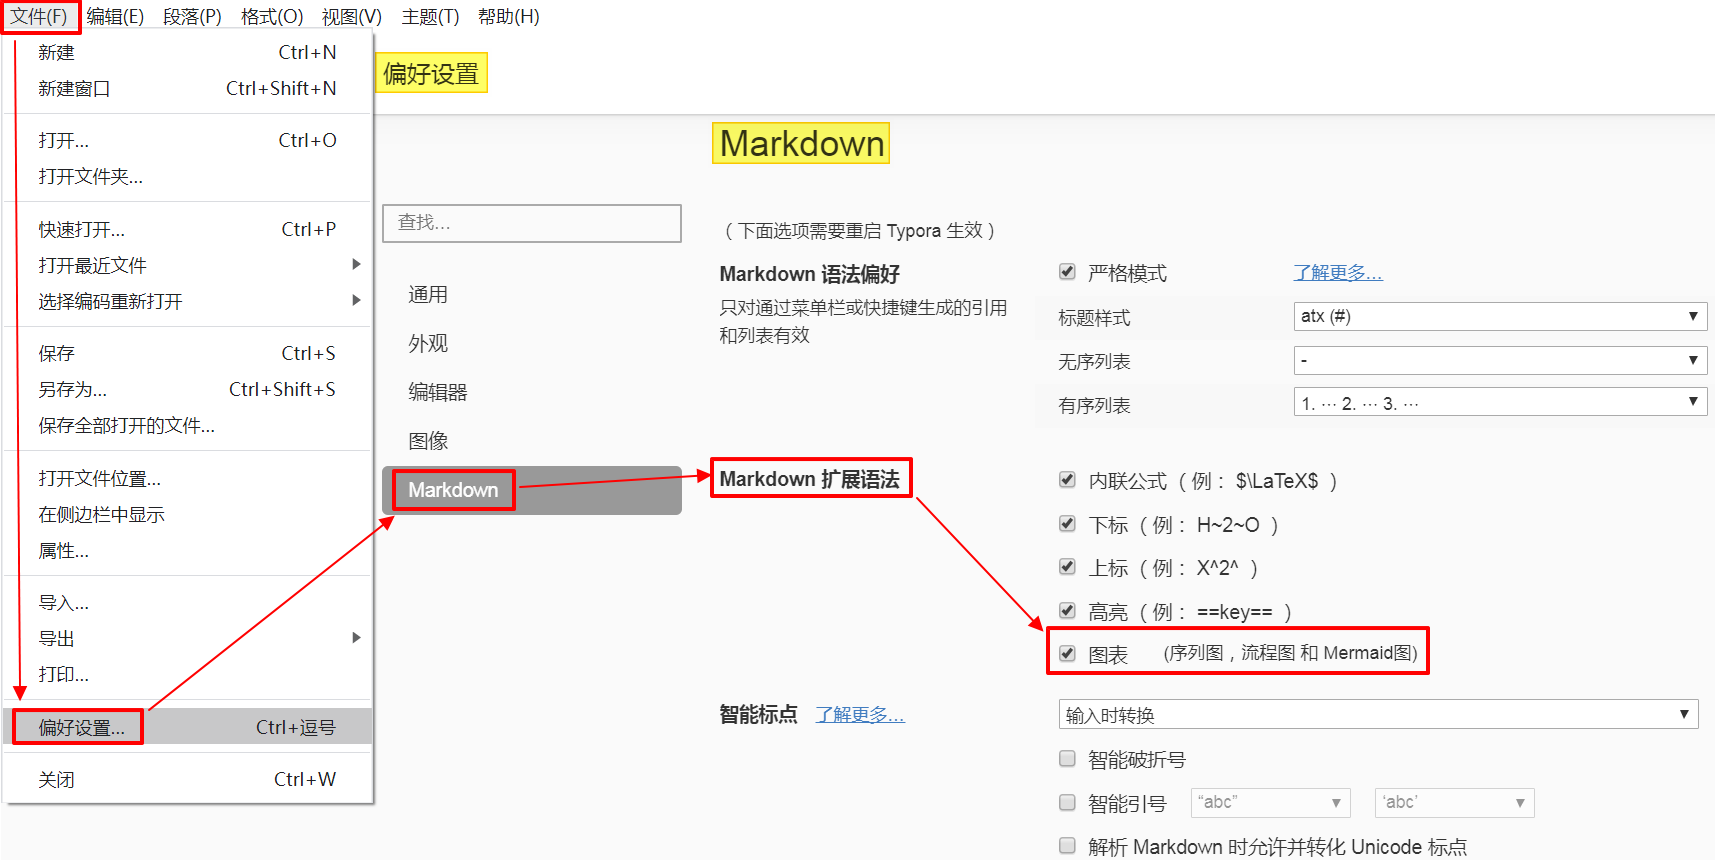 文件(F) 编辑(E) 段落(P) 格式(O) 视图(V) 主题(T) 帮助(H)
新建 Ctrl+N
新建窗口 Ctrl+Shift+N
打开... Ctrl+O
打开文件夹...
快速打开... Ctrl+P
打开最近文件
选择编码重新打开
保存 Ctrl+S
另存为... Ctrl+Shift+S
保存全部打开的文件...
打开文件位置...
在侧边栏中显示
属性...
导入...
导出
打印...
偏好设置... Ctrl+逗号
关闭 Ctrl+W
偏好设置
查找...
通用
外观
编辑器
图像
Markdown
Markdown
（下面选项需要重启 Typora 生效）
Markdown 语法偏好
只对通过菜单栏或快捷键生成的引用
和列表有效
严格模式 了解更多...
标题样式 atx (#)
无序列表 -
有序列表 1. ··· 2. ··· 3. ···
Markdown 扩展语法
内联公式（例： $\LaTeX$ ）
下标（例： H~2~O ）
上标（例： X^2^ ）
高亮（例： ==key== ）
图表 (序列图，流程图 和 Mermaid图)
智能标点 了解更多...
输入时转换
智能破折号
智能引号 “abc” ‘abc’
解析 Markdown 时允许并转化 Unicode 标点